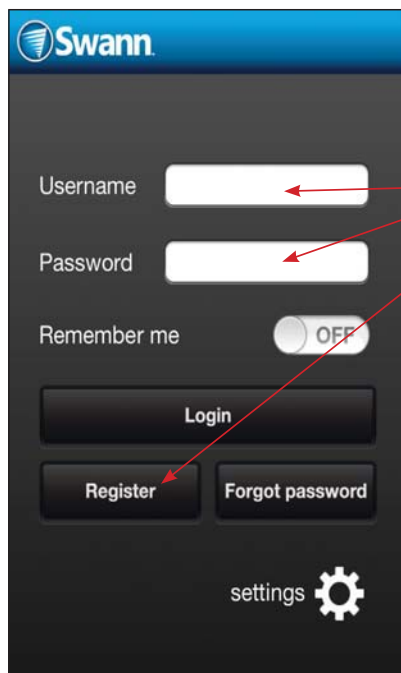 Swann
Username
Password
Remember me OFF
Login
Register Forgot password
settings